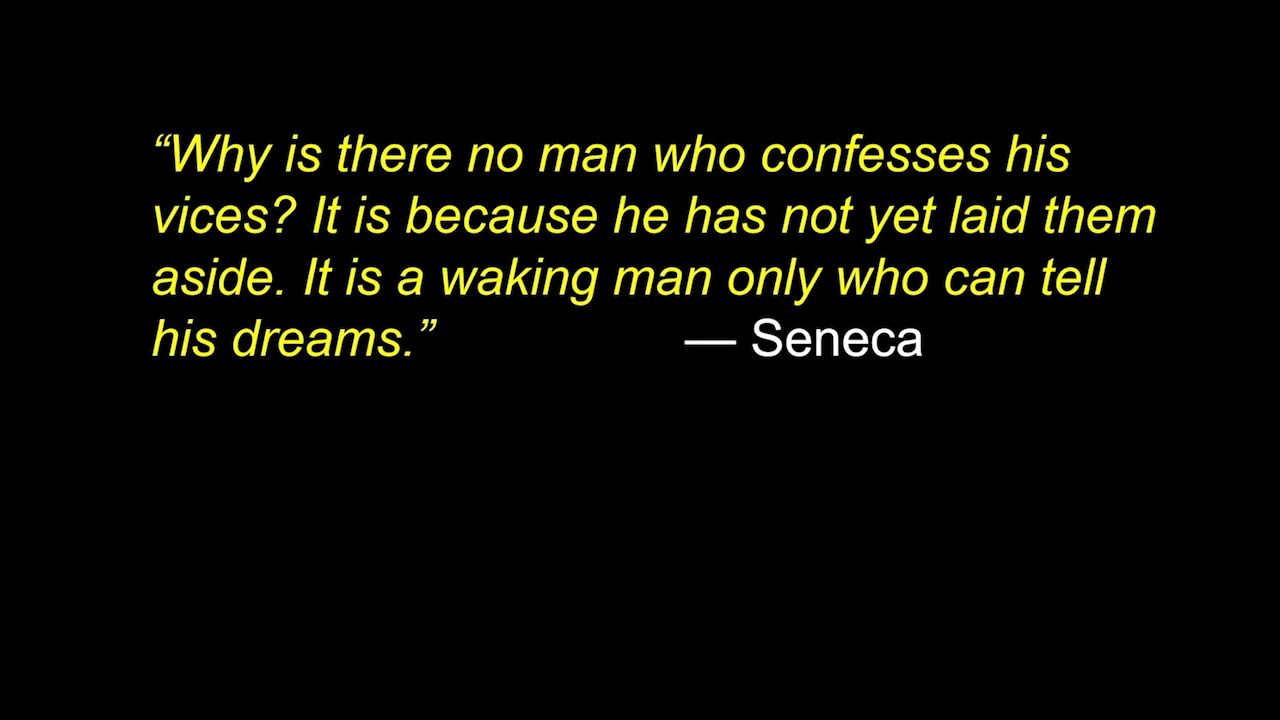 “Why is there no man who confesses his
vices? It is because he has not yet laid them
aside. It is a waking man only who can tell
his dreams.” — Seneca